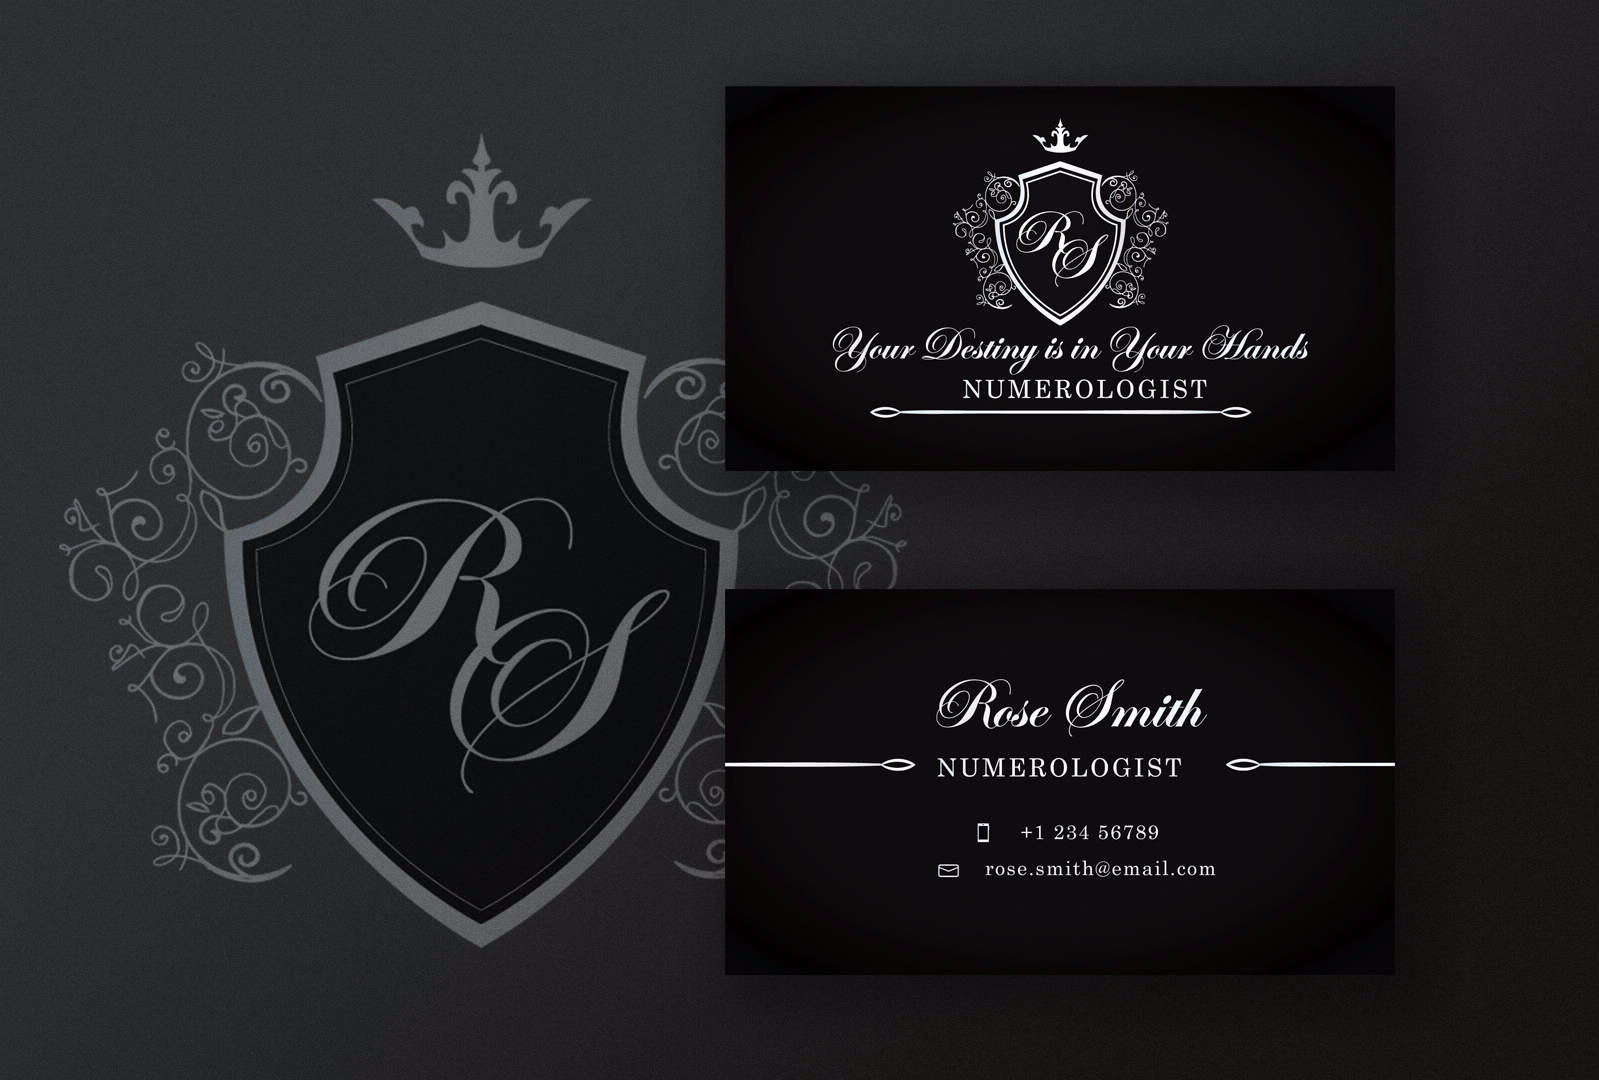 RS
RS
Your Destiny is in Your Hands
NUMEROLOGIST
Rose Smith
NUMEROLOGIST
+1 234 56789
rose.smith@email.com